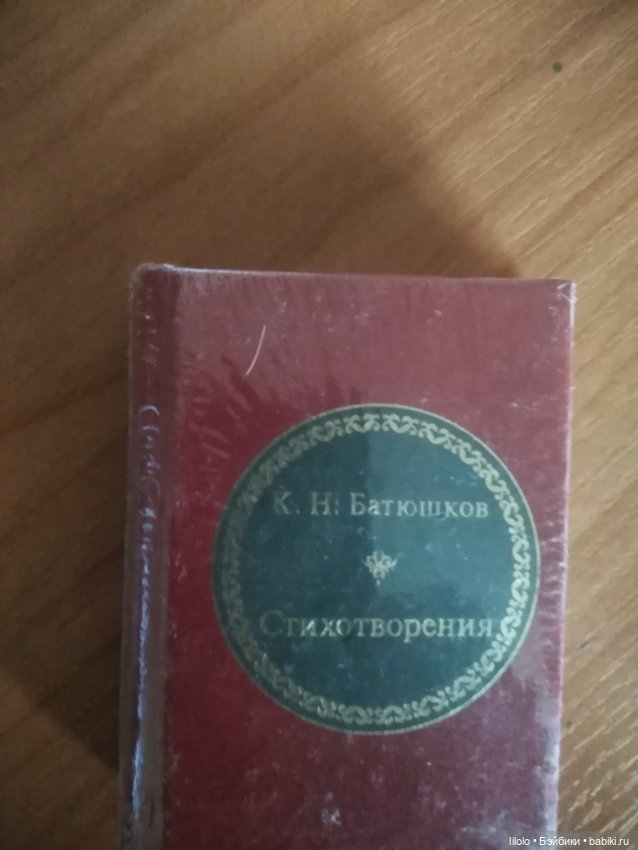 К. Н. Батюшков
Стихотворения
lilolo • Бэйбики • babiki.ru